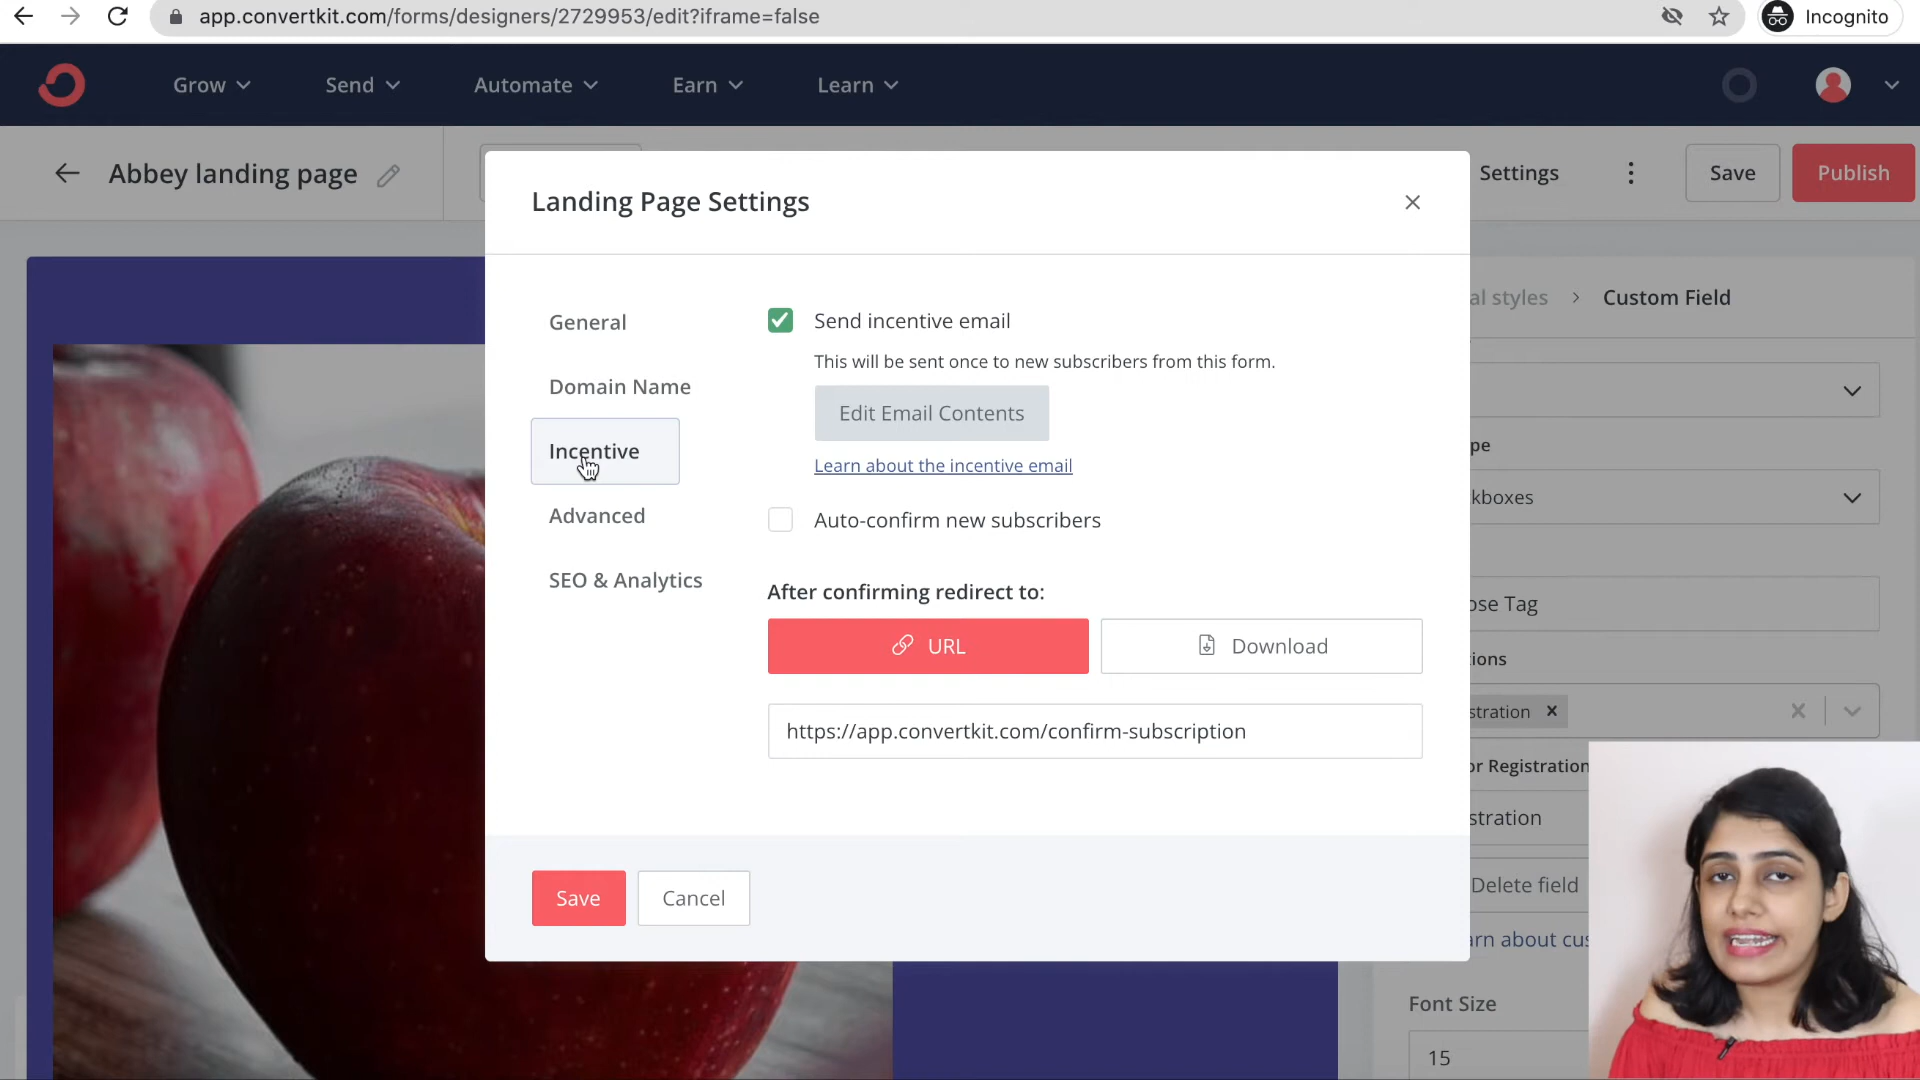 app.convertkit.com/forms/designers/2729953/edit?iframe=false
Incognito
Grow
Send
Automate
Earn
Learn
Abbey landing page
Settings
Save
Publish
Landing Page Settings
al styles > Custom Field
General
Domain Name
Incentive
Advanced
SEO & Analytics
Send incentive email
This will be sent once to new subscribers from this form.
Edit Email Contents
Learn about the incentive email
Auto-confirm new subscribers
After confirming redirect to:
URL
Download
https://app.convertkit.com/confirm-subscription
Save
Cancel
pe
kboxes
ose Tag
ions
stration
or Registration
stration
Delete field
arn about cus
Font Size
15